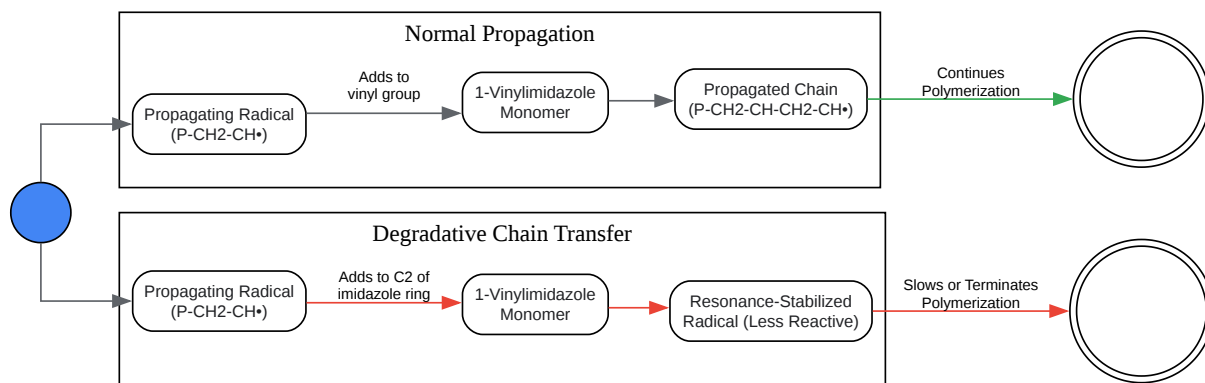 Normal Propagation
Propagating Radical
(P-CH2-CH•)
Adds to
vinyl group
1-Vinylimidazole
Monomer
Propagated Chain
(P-CH2-CH-CH2-CH•)
Continues
Polymerization
Degradative Chain Transfer
Propagating Radical
(P-CH2-CH•)
Adds to C2 of
imidazole ring
1-Vinylimidazole
Monomer
Resonance-Stabilized
Radical (Less Reactive)
Slows or Terminates
Polymerization